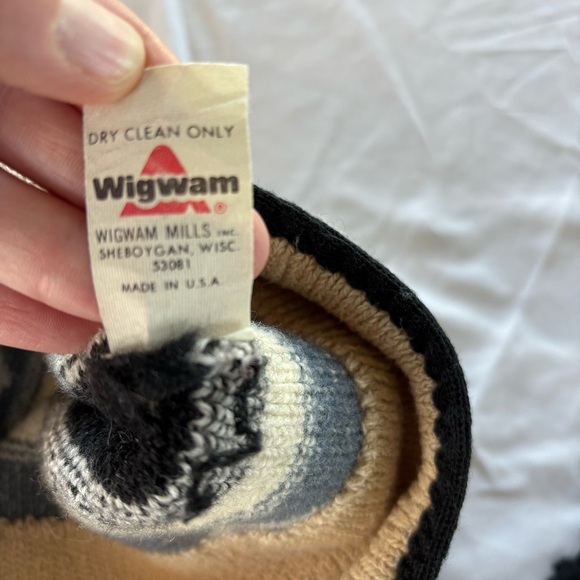 DRY CLEAN ONLY
Wigwam®
WIGWAM MILLS INC.
SHEBOYGAN, WISC.
53081
MADE IN U.S.A.